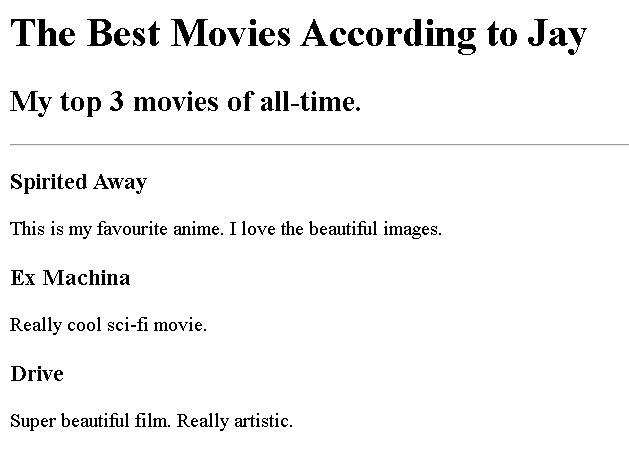 The Best Movies According to Jay
My top 3 movies of all-time.
Spirited Away
This is my favourite anime. I love the beautiful images.
Ex Machina
Really cool sci-fi movie.
Drive
Super beautiful film. Really artistic.